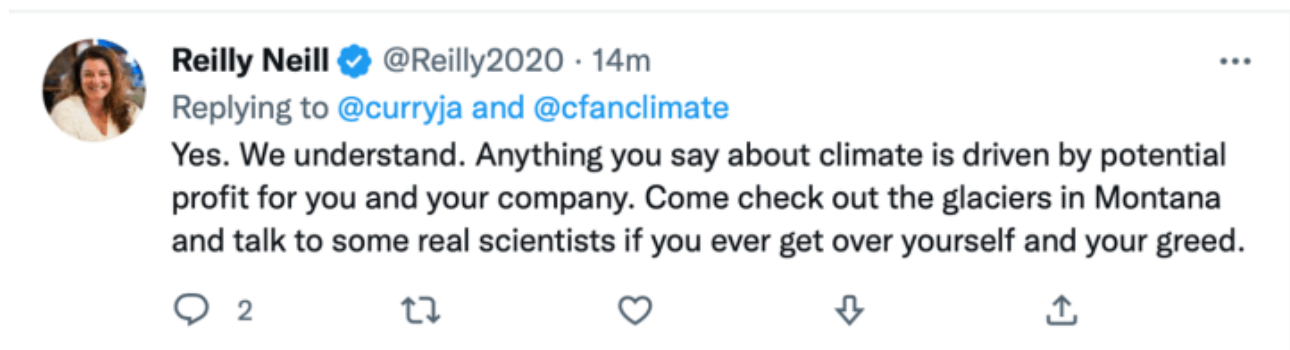 Reilly Neill @Reilly2020 · 14m
Replying to @curryja and @cfanclimate
Yes. We understand. Anything you say about climate is driven by potential
profit for you and your company. Come check out the glaciers in Montana
and talk to some real scientists if you ever get over yourself and your greed.
2